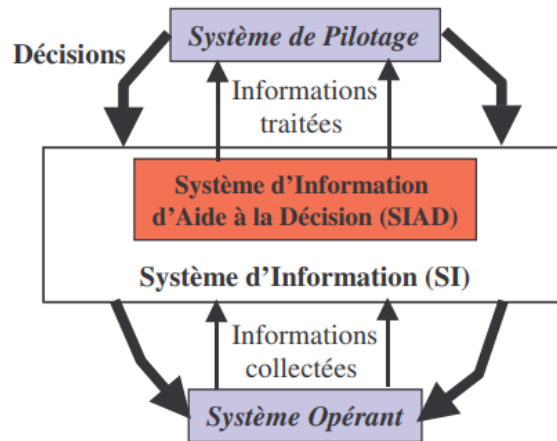 Système de Pilotage
Décisions
Informations
traitées
Système d'Information
d'Aide à la Décision (SIAD)
Système d'Information (SI)
Informations
collectées
Système Opérant